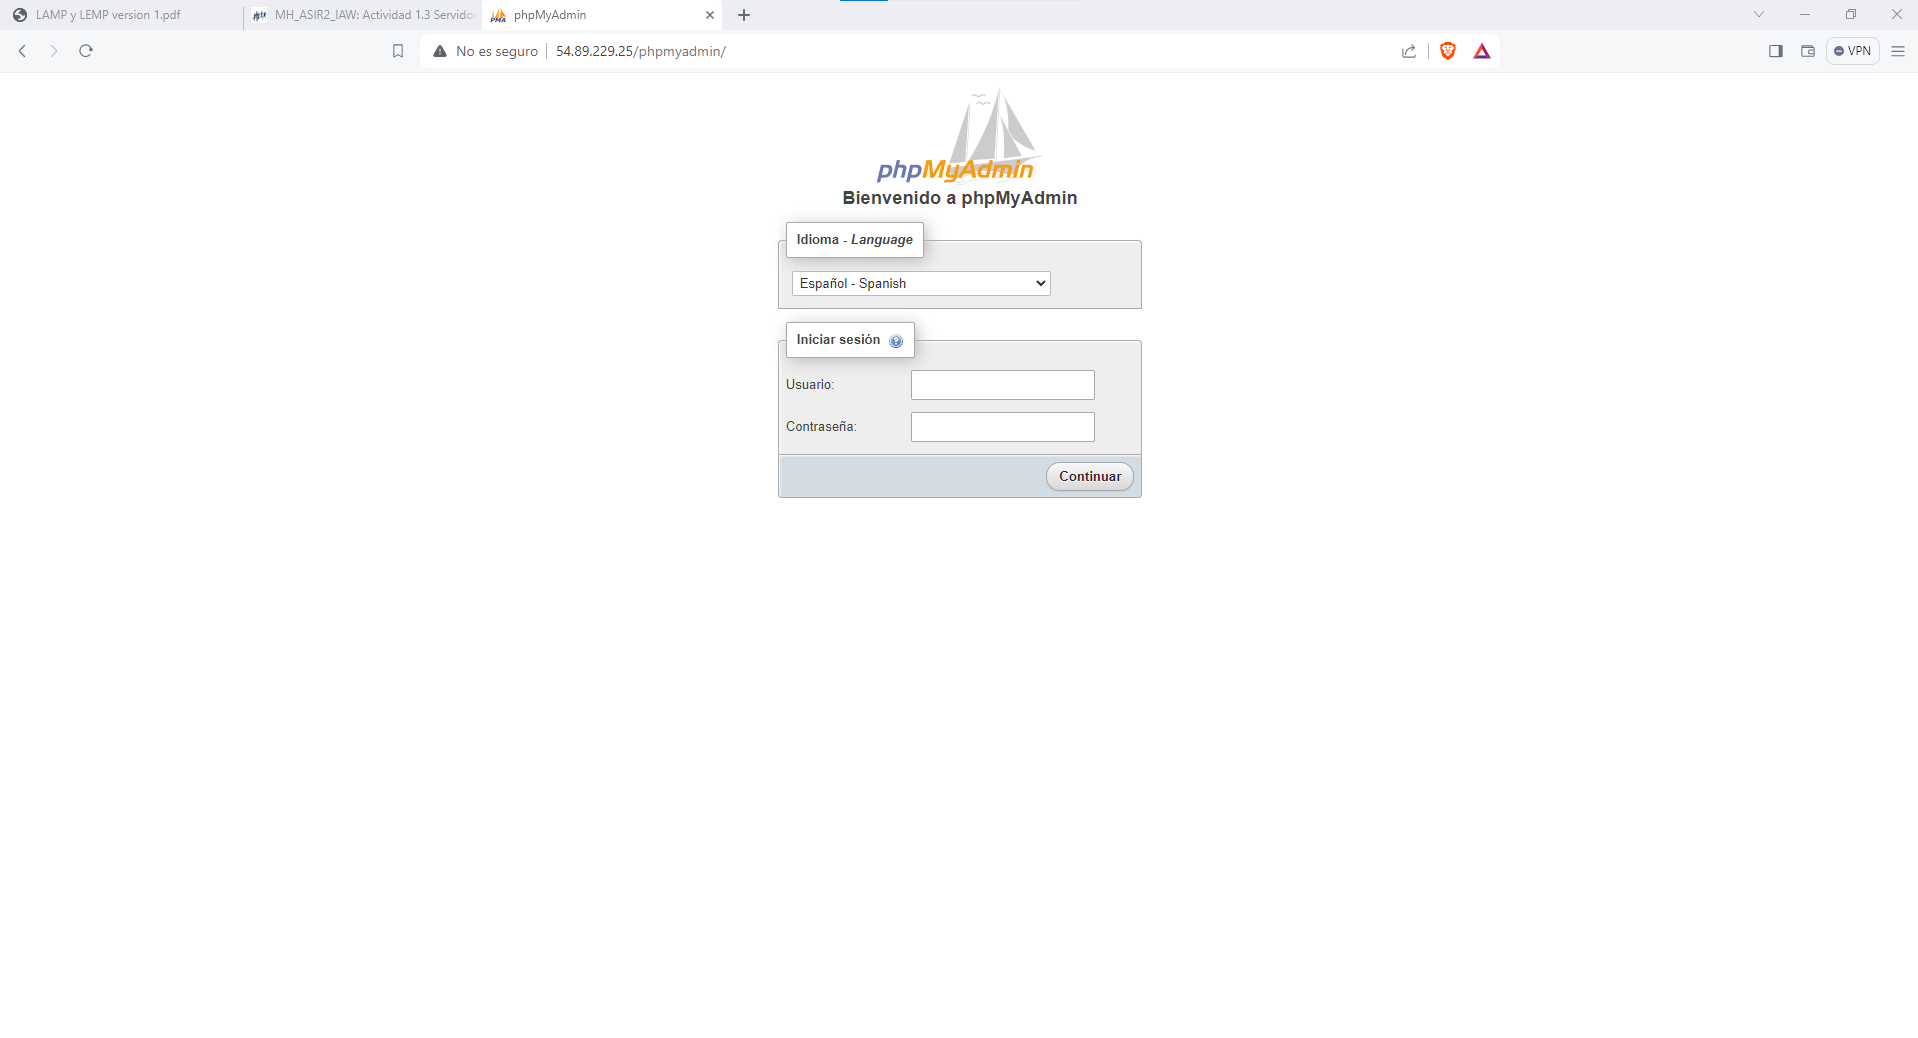 LAMP y LEMP version 1.pdf
MH_ASIR2_IAW: Actividad 1.3 Servido
phpMyAdmin
No es seguro
54.89.229.25/phpmyadmin/
VPN
phpMyAdmin
Bienvenido a phpMyAdmin
Idioma - Language
Español - Spanish
Iniciar sesión
Usuario:
Contraseña:
Continuar